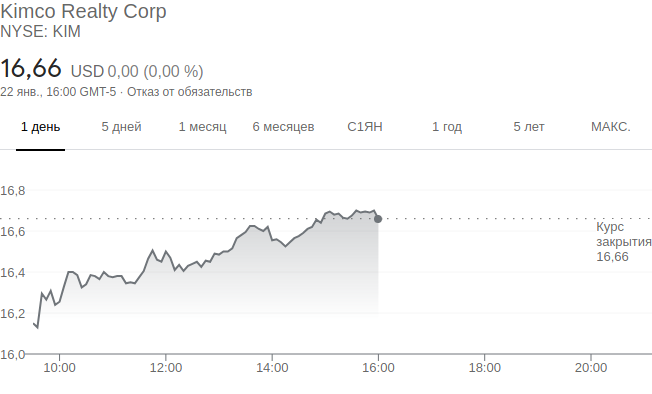 Kimco Realty Corp
NYSE: KIM
16,66 USD 0,00 (0,00 %)
22 янв., 16:00 GMT-5 · Отказ от обязательств
1 день 5 дней 1 месяц 6 месяцев С1ЯН 1 год 5 лет МАКС.
16,8
16,6
16,4
16,2
16,0
Курс
закрытия
16,66
10:00 12:00 14:00 16:00 18:00 20:00